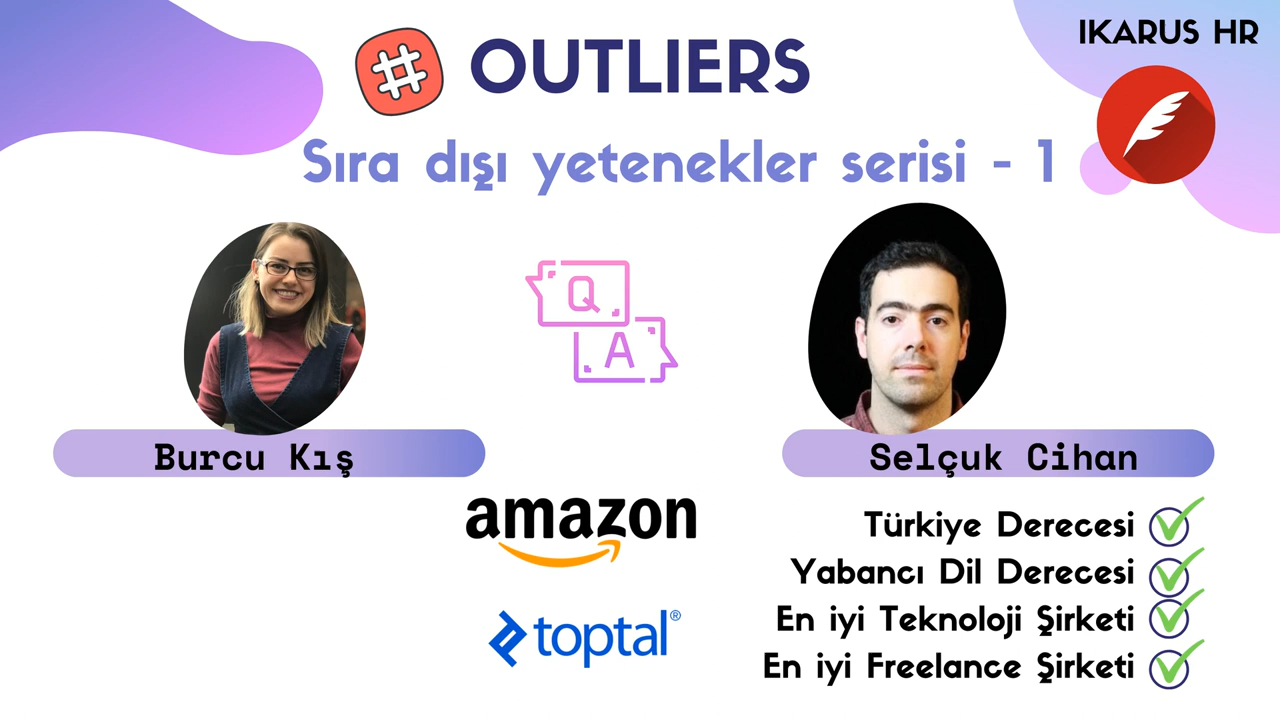 IKARUS HR
# OUTLIERS
Sıra dışı yetenekler serisi - 1
Q
A
Burcu Kış
Selçuk Cihan
amazon
toptal®
Türkiye Derecesi
Yabancı Dil Derecesi
En iyi Teknoloji Şirketi
En iyi Freelance Şirketi